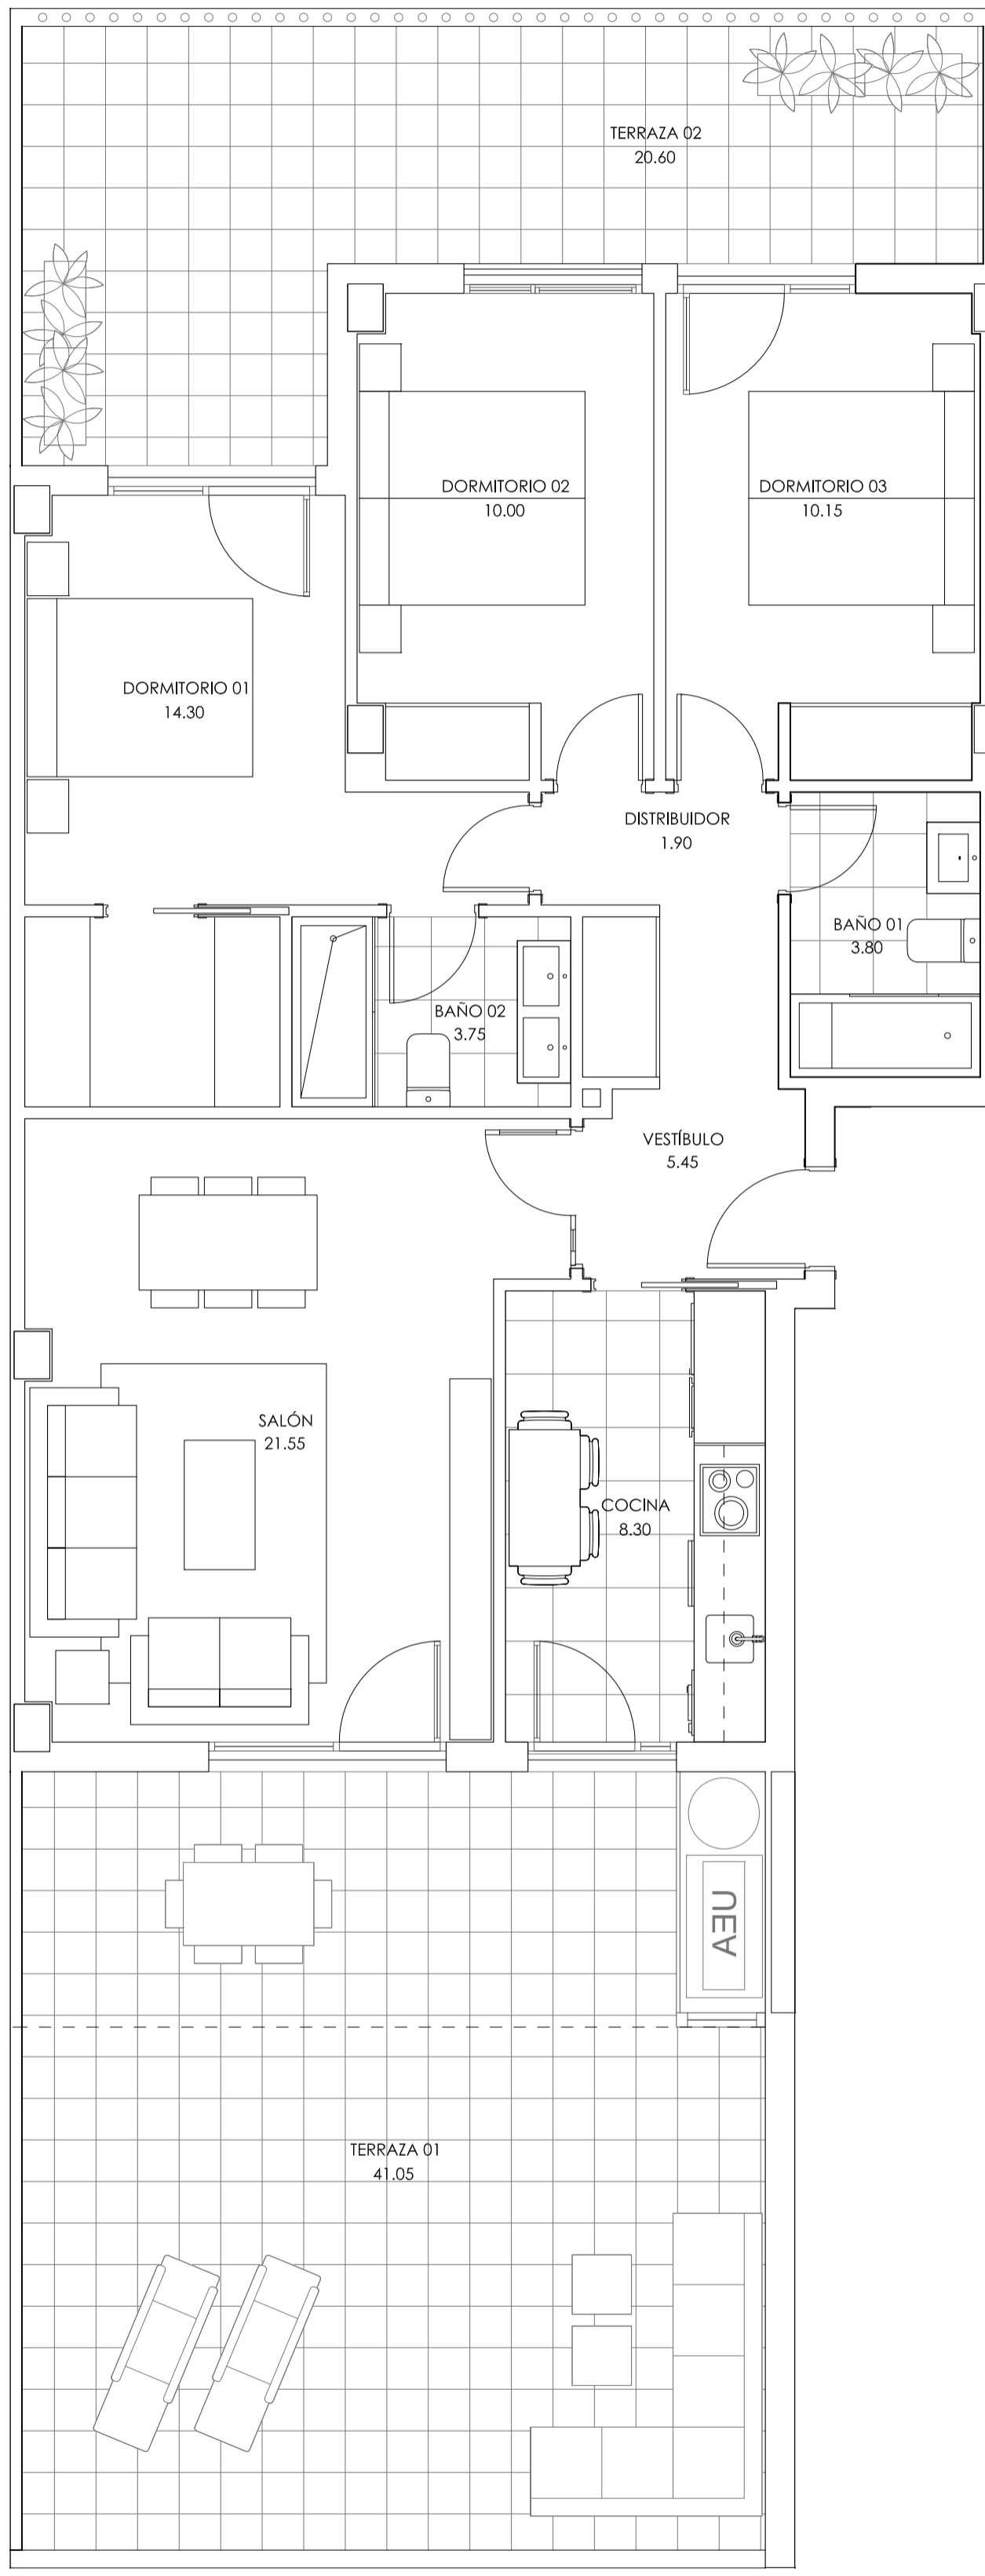 TERRAZA 02
20.60
DORMITORIO 02
10.00
DORMITORIO 03
10.15
DORMITORIO 01
14.30
DISTRIBUIDOR
1.90
BAÑO 01
3.80
BAÑO 02
3.75
VESTÍBULO
5.45
SALÓN
21.55
COCINA
8.30
UEA
TERRAZA 01
41.05